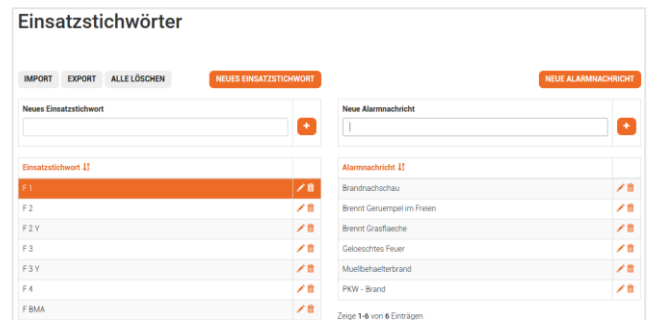 Einsatzstichwörter
IMPORT EXPORT ALLE LÖSCHEN NEUES EINSATZSTICHWORT
NEUE ALARMNACHRICHT
Neues Einsatzstichwort
Neue Alarmnachricht
Einsatzstichwort
F 1
F 2
F 2 Y
F 3
F 3 Y
F 4
F BMA
Alarmnachricht
Brandnachschau
Brennt Geruempel im Freien
Brennt Grasflaeche
Geloeschtes Feuer
Muellbehaelterbrand
PKW - Brand
Zeige 1-6 von 6 Einträgen.